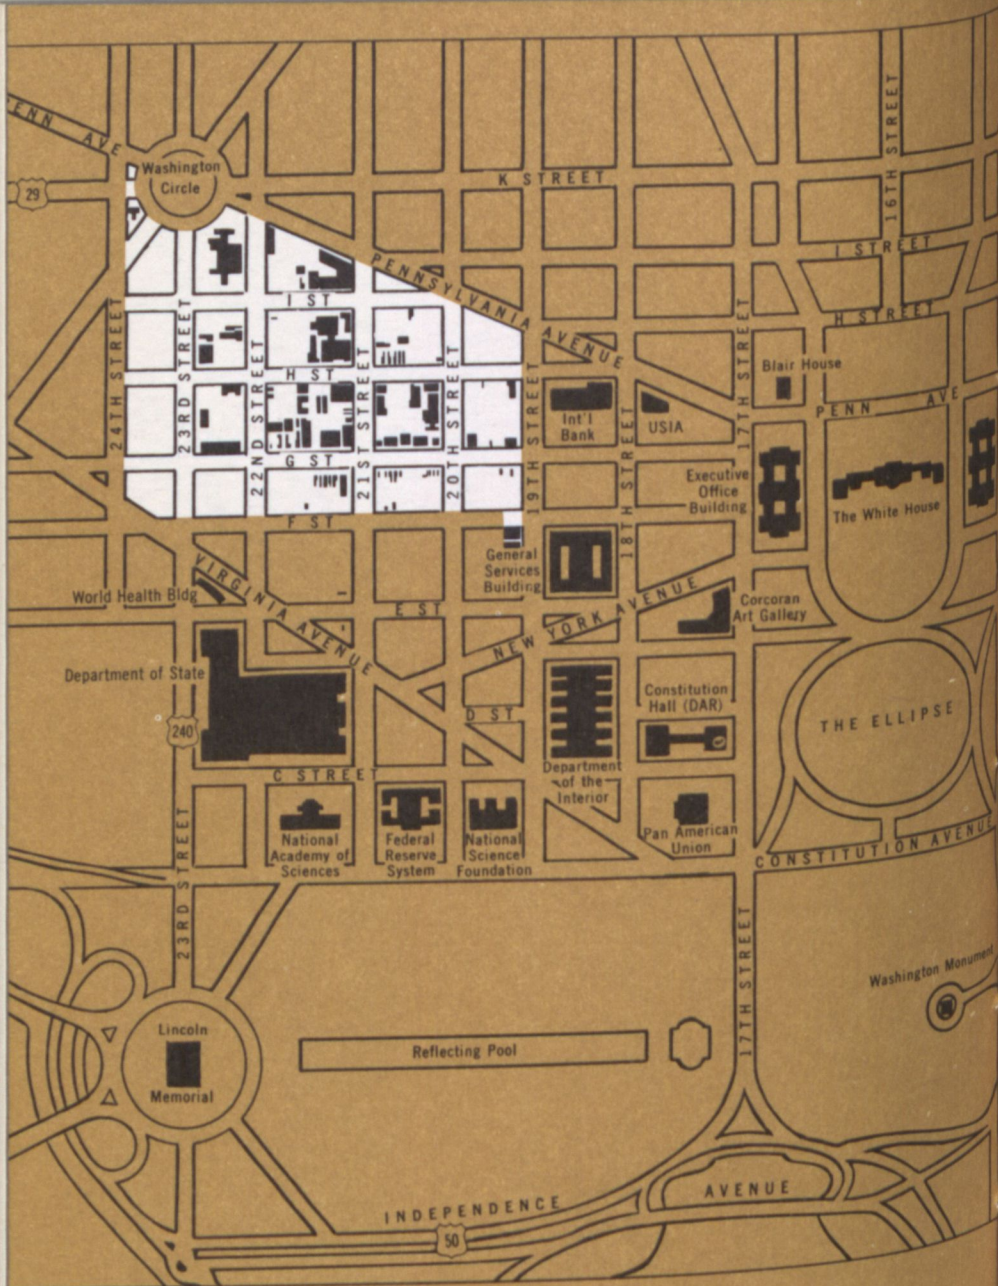 ENN AVE
Washington
Circle
29
K STREET
16TH STREET
I STREET
H STREET
PENNSYLVANIA AVENUE
I ST
24TH STREET
23RD STREET
22ND STREET
H ST
21ST STREET
20TH STREET
19TH STREET
18TH STREET
17TH STREET
Blair House
PENN AVE
Int'l
Bank
USIA
G ST
Executive
Office
Building
The White House
F ST
General
Services
Building
VIRGINIA AVENUE
World Health Bldg
E ST
NEW YORK AVENUE
Corcoran
Art Gallery
Department of State
240
Constitution
Hall (DAR)
THE ELLIPSE
D ST
C STREET
Department
of the
Interior
National
Academy of
Sciences
Federal
Reserve
System
National
Science
Foundation
Pan American
Union
CONSTITUTION AVENUE
23RD STREET
17TH STREET
Washington Monument
Lincoln
Memorial
Reflecting Pool
INDEPENDENCE AVENUE
50